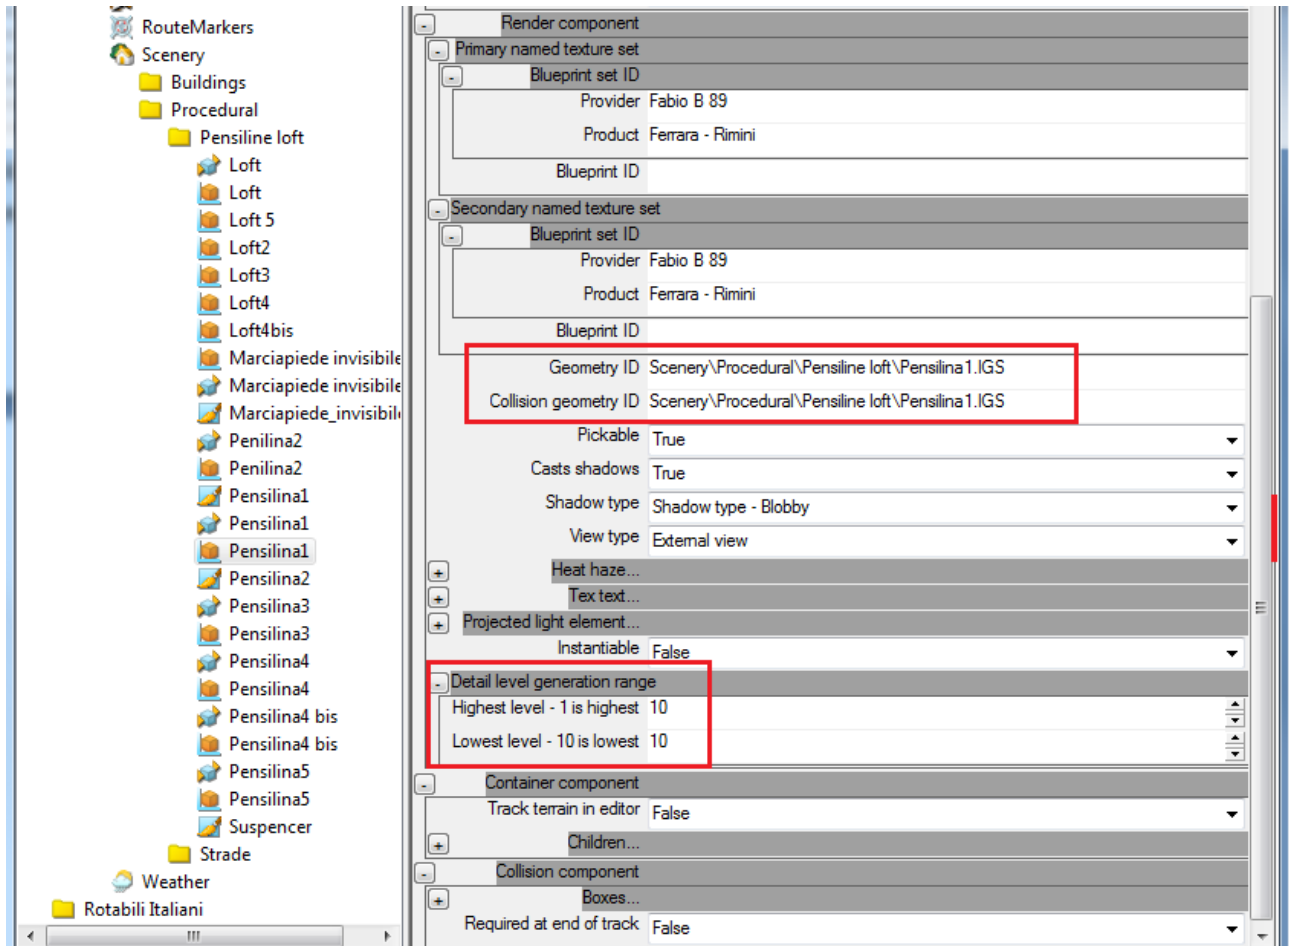 RouteMarkers
Scenery
Buildings
Procedural
Pensiline loft
Loft
Loft
Loft 5
Loft2
Loft3
Loft4
Loft4bis
Marciapiede invisibile
Marciapiede invisibile
Marciapiede_invisibil
Penilina2
Penilina2
Pensilina1
Pensilina1
Pensilina1
Pensilina2
Pensilina3
Pensilina3
Pensilina4
Pensilina4
Pensilina4 bis
Pensilina4 bis
Pensilina5
Pensilina5
Suspencer
Strade
Weather
Rotabili Italiani
Render component
Primary named texture set
Blueprint set ID
Provider Fabio B 89
Product Ferrara - Rimini
Blueprint ID
Secondary named texture set
Blueprint set ID
Provider Fabio B 89
Product Ferrara - Rimini
Blueprint ID
Geometry ID Scenery\Procedural\Pensiline loft\Pensilina1.IGS
Collision geometry ID Scenery\Procedural\Pensiline loft\Pensilina1.IGS
Pickable True
Casts shadows True
Shadow type Shadow type - Blobby
View type External view
Heat haze...
Tex text...
Projected light element...
Instantiable False
Detail level generation range
Highest level - 1 is highest 10
Lowest level - 10 is lowest 10
Container component
Track terrain in editor False
Children...
Collision component
Boxes...
Required at end of track False